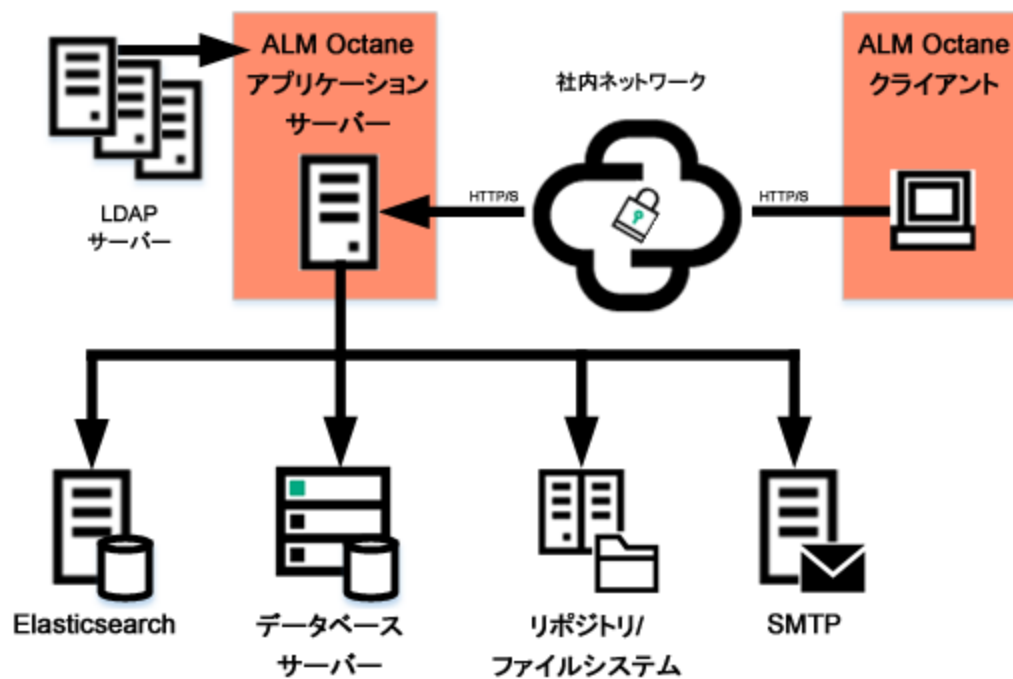 ALM Octane
アプリケーション
サーバー
社内ネットワーク
ALM Octane
クライアント
LDAP
サーバー
HTTP/S
HTTP/S
Elasticsearch
データベース
サーバー
リポジトリ/
ファイルシステム
SMTP